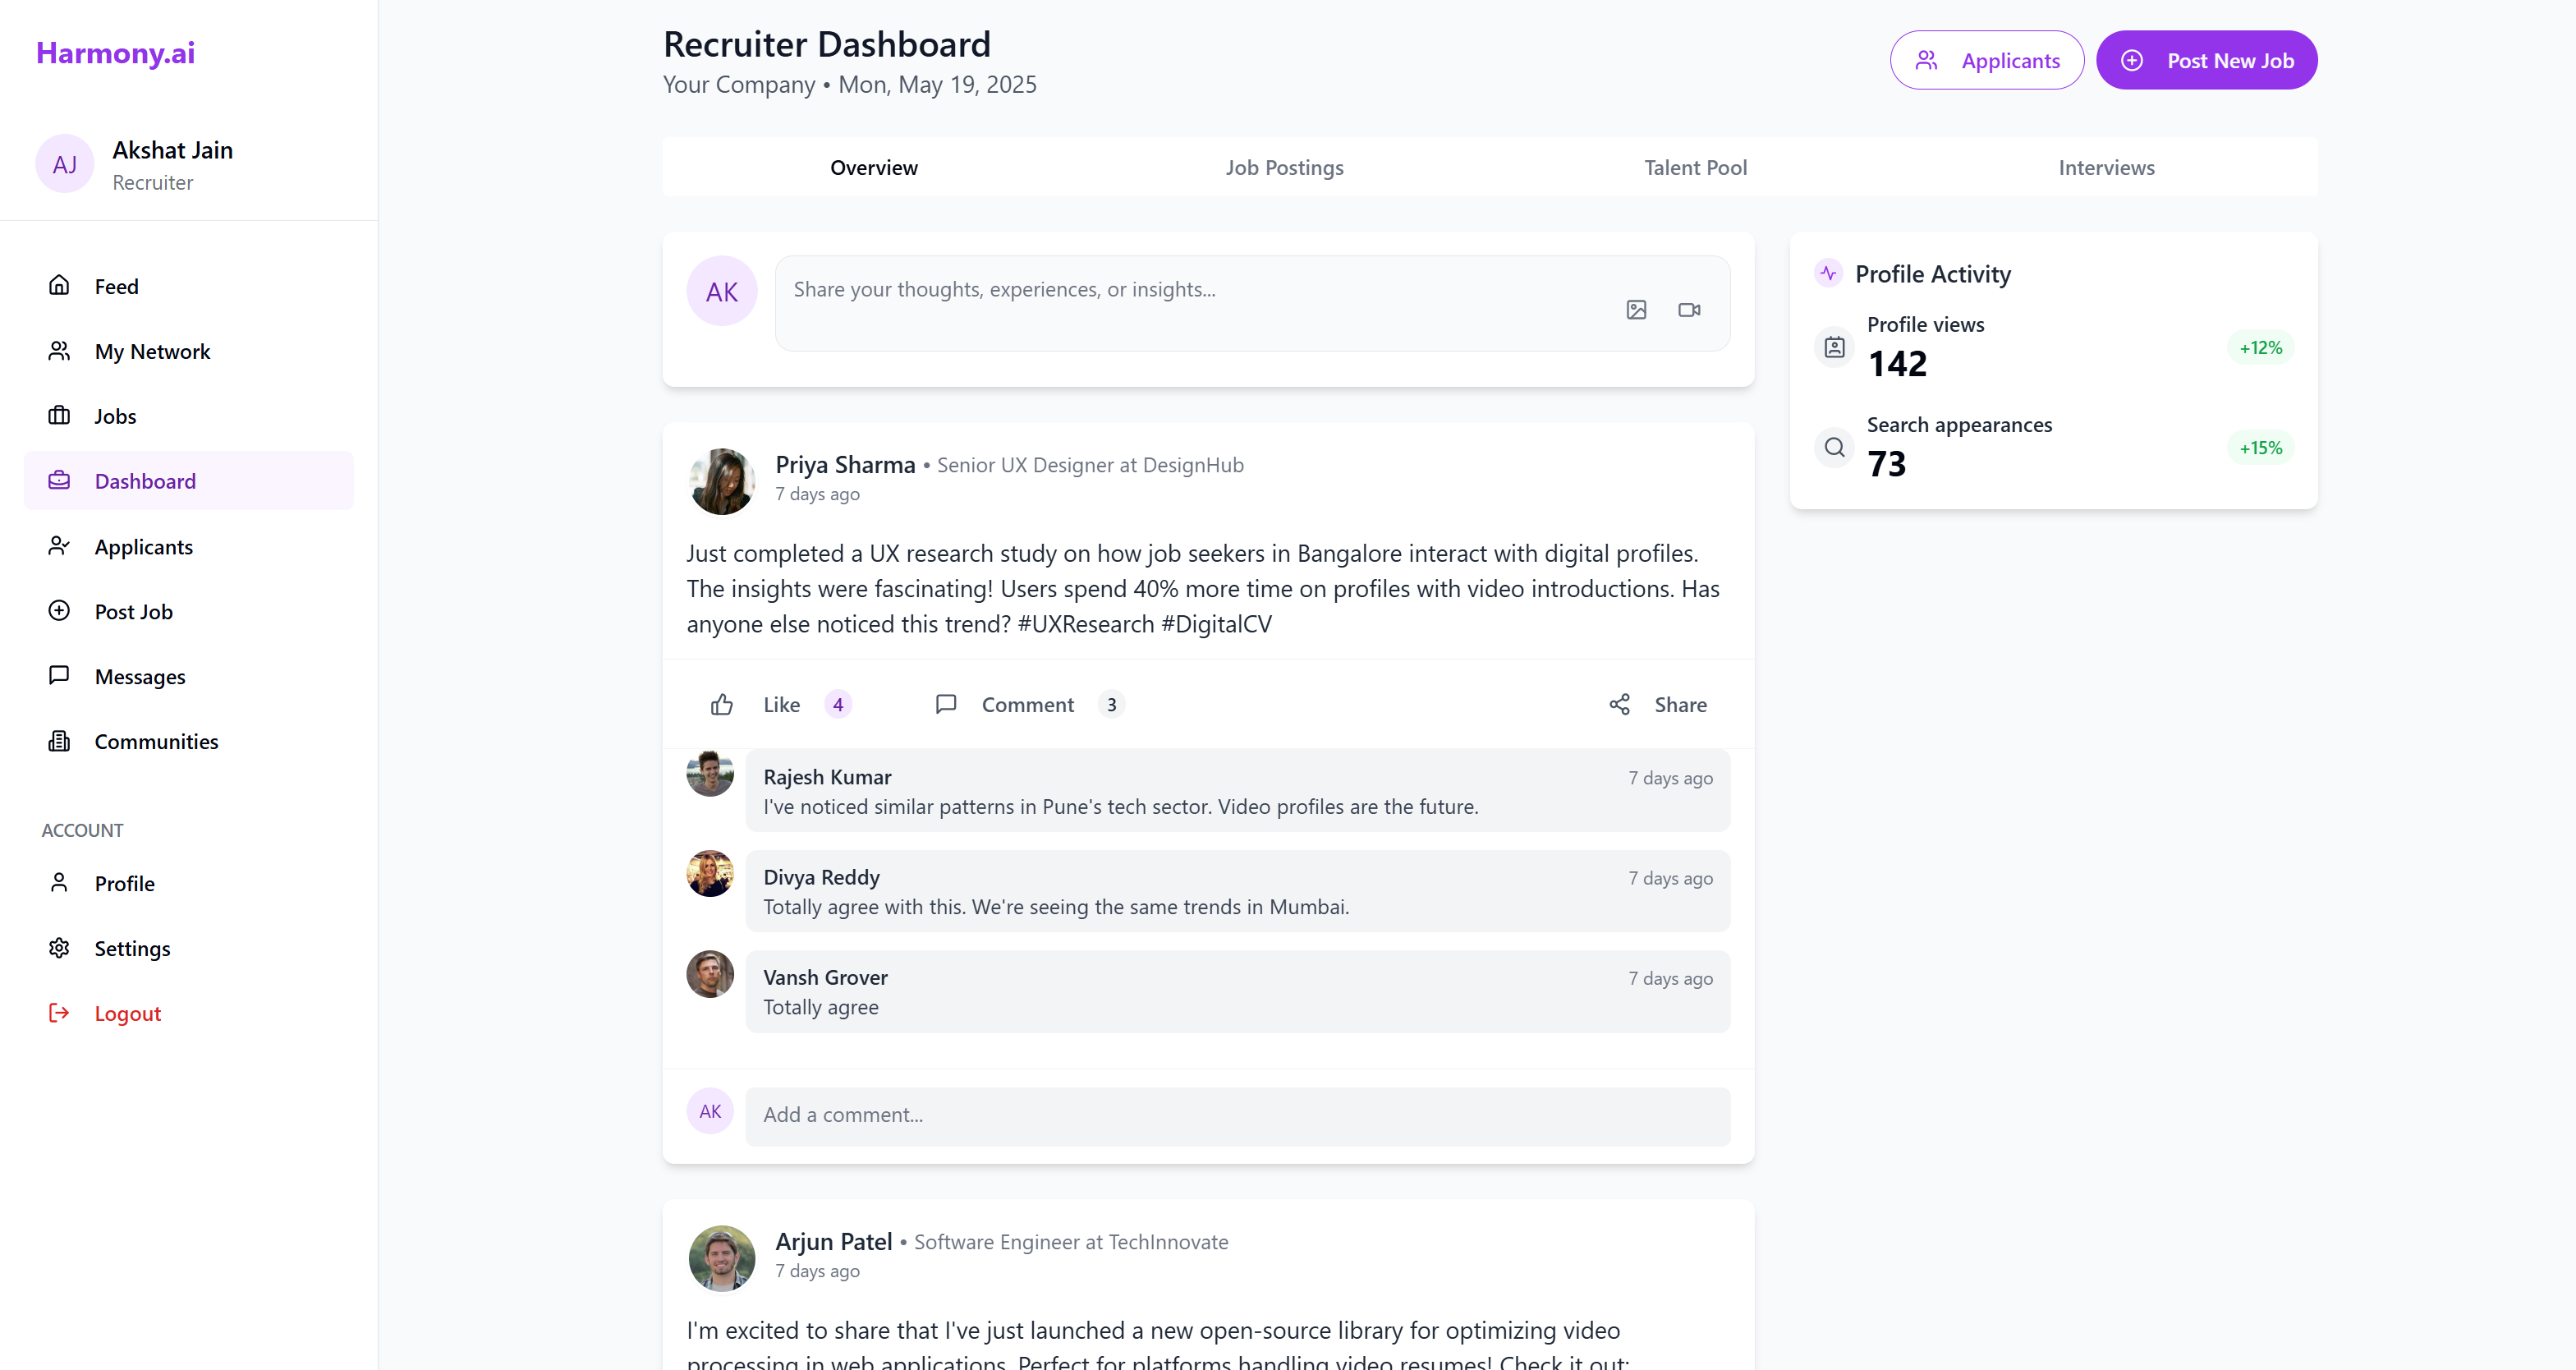 Harmony.ai
AJ
Akshat Jain
Recruiter
Feed
My Network
Jobs
Dashboard
Applicants
Post Job
Messages
Communities
ACCOUNT
Profile
Settings
Logout
Recruiter Dashboard
Your Company • Mon, May 19, 2025
Applicants
Post New Job
Overview
Job Postings
Talent Pool
Interviews
AK
Share your thoughts, experiences, or insights...
Priya Sharma • Senior UX Designer at DesignHub
7 days ago
Just completed a UX research study on how job seekers in Bangalore interact with digital profiles.
The insights were fascinating! Users spend 40% more time on profiles with video introductions. Has
anyone else noticed this trend? #UXResearch #DigitalCV
Like 4
Comment 3
Share
Rajesh Kumar
7 days ago
I've noticed similar patterns in Pune's tech sector. Video profiles are the future.
Divya Reddy
7 days ago
Totally agree with this. We're seeing the same trends in Mumbai.
Vansh Grover
7 days ago
Totally agree
AK
Add a comment...
Arjun Patel • Software Engineer at TechInnovate
7 days ago
I'm excited to share that I've just launched a new open-source library for optimizing video
processing in web applications. Perfect for platforms handling video resumes! Check it out:
Profile Activity
Profile views
142
+12%
Search appearances
73
+15%